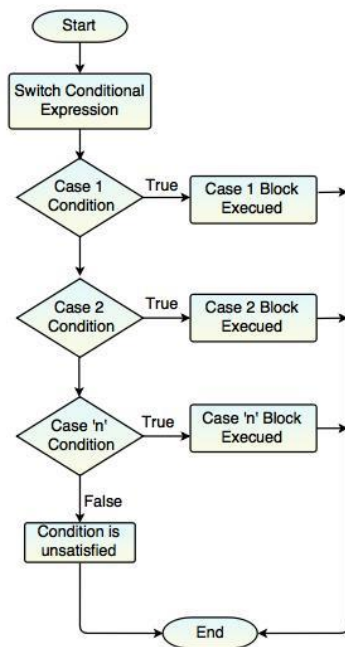 Start
Switch Conditional
Expression
Case 1
Condition
True
Case 1 Block
Execued
Case 2
Condition
True
Case 2 Block
Execued
Case 'n'
Condition
True
Case 'n' Block
Execued
False
Condition is
unsatisfied
End